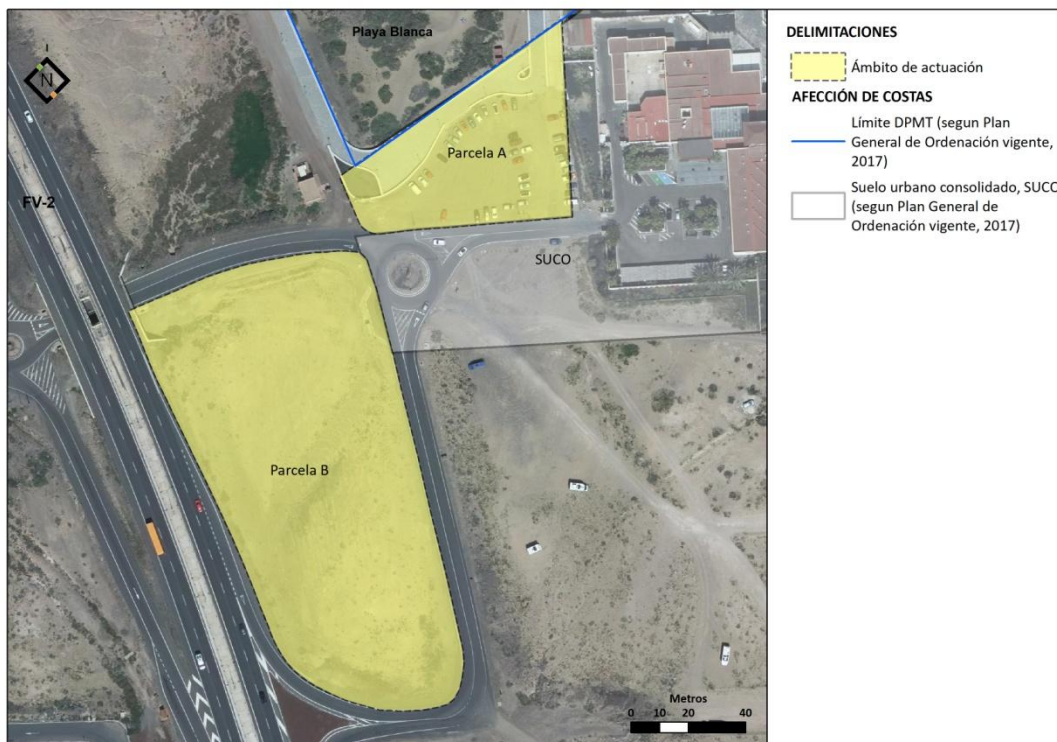 Playa Blanca
N
FV-2
Parcela A
SUCO
Parcela B
Metros
0 10 20 40
DELIMITACIONES
Ámbito de actuación
AFECCIÓN DE COSTAS
Límite DPMT (segun Plan
General de Ordenación vigente,
2017)
Suelo urbano consolidado, SUCO
(segun Plan General de
Ordenación vigente, 2017)